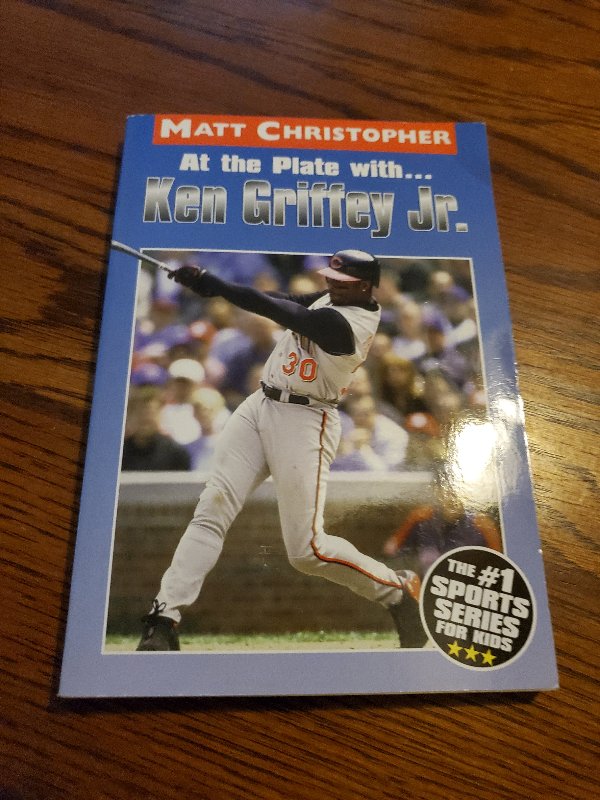 MATT CHRISTOPHER
At the Plate with...
Ken Griffey Jr.
30
THE #1
SPORTS
SERIES
FOR KIDS